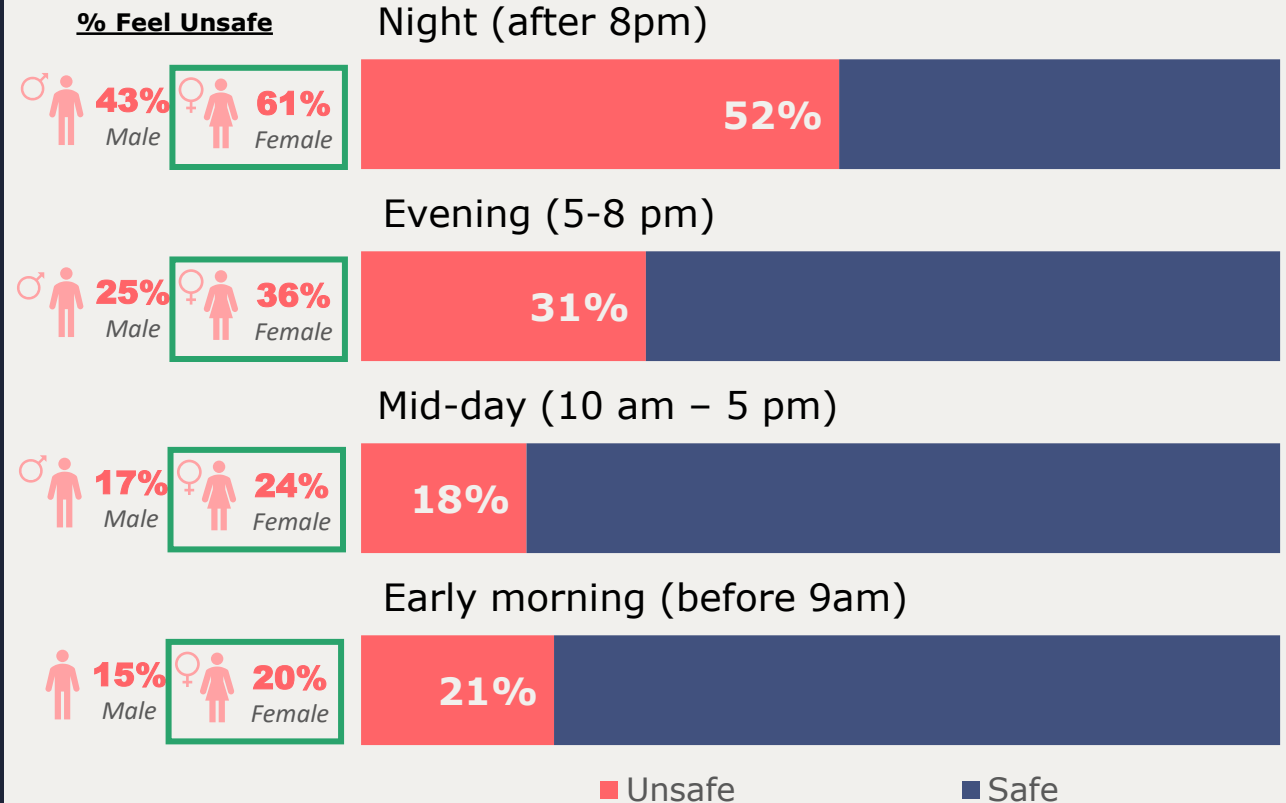 % Feel Unsafe
Night (after 8pm)
43%
Male
61%
Female
52%
Evening (5-8 pm)
25%
Male
36%
Female
31%
Mid-day (10 am – 5 pm)
17%
Male
24%
Female
18%
Early morning (before 9am)
15%
Male
20%
Female
21%
Unsafe
Safe